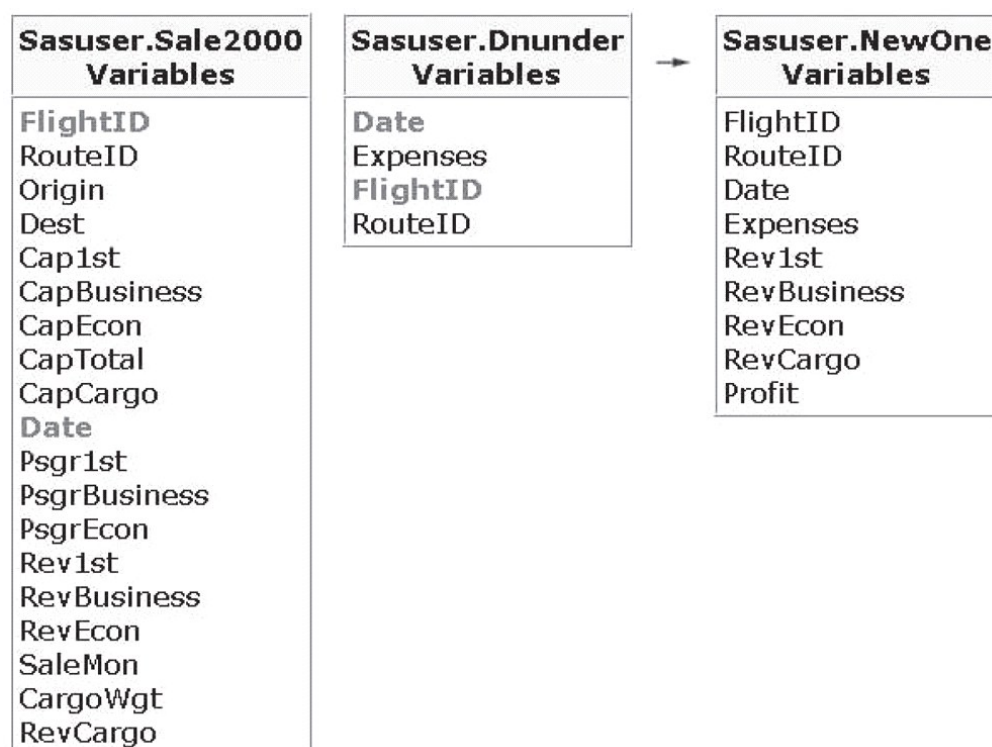 Sasuser.Sale2000
Variables
FlightID
RouteID
Origin
Dest
Cap1st
CapBusiness
CapEcon
CapTotal
CapCargo
Date
Psgr1st
PsgrBusiness
PsgrEcon
Rev1st
RevBusiness
RevEcon
SaleMon
CargoWgt
RevCargo
Sasuser.Dnunder
Variables
Date
Expenses
FlightID
RouteID
Sasuser.NewOne
Variables
FlightID
RouteID
Date
Expenses
Rev1st
RevBusiness
RevEcon
RevCargo
Profit